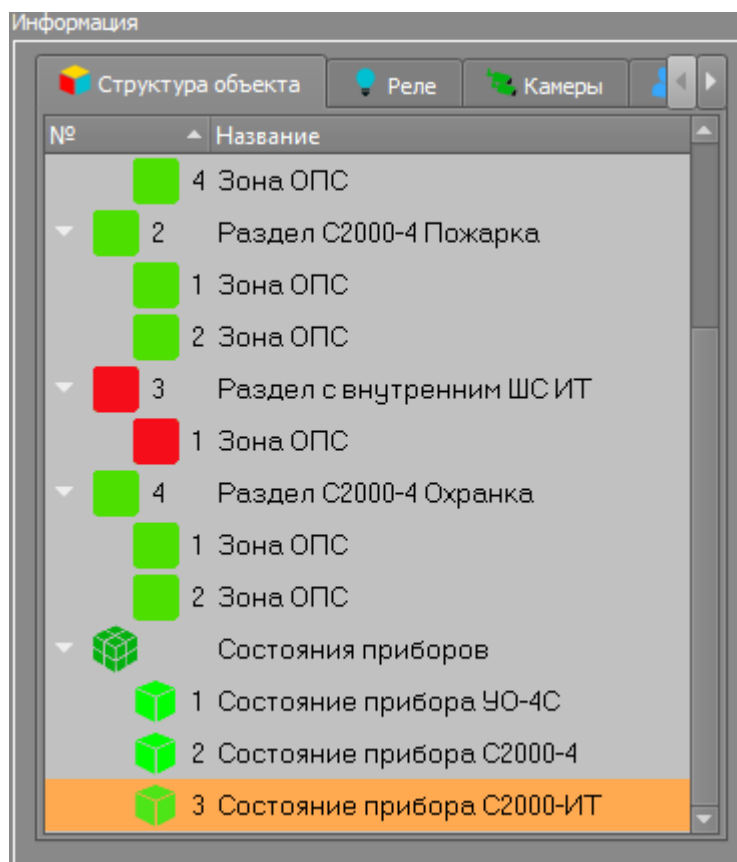 Информация
Структура объекта Реле Камеры
№ Название
4 Зона ОПС
2 Раздел С2000-4 Пожарка
1 Зона ОПС
2 Зона ОПС
3 Раздел с внутренним ШС ИТ
1 Зона ОПС
4 Раздел С2000-4 Охранка
1 Зона ОПС
2 Зона ОПС
Состояния приборов
1 Состояние прибора УО-4С
2 Состояние прибора С2000-4
3 Состояние прибора С2000-ИТ